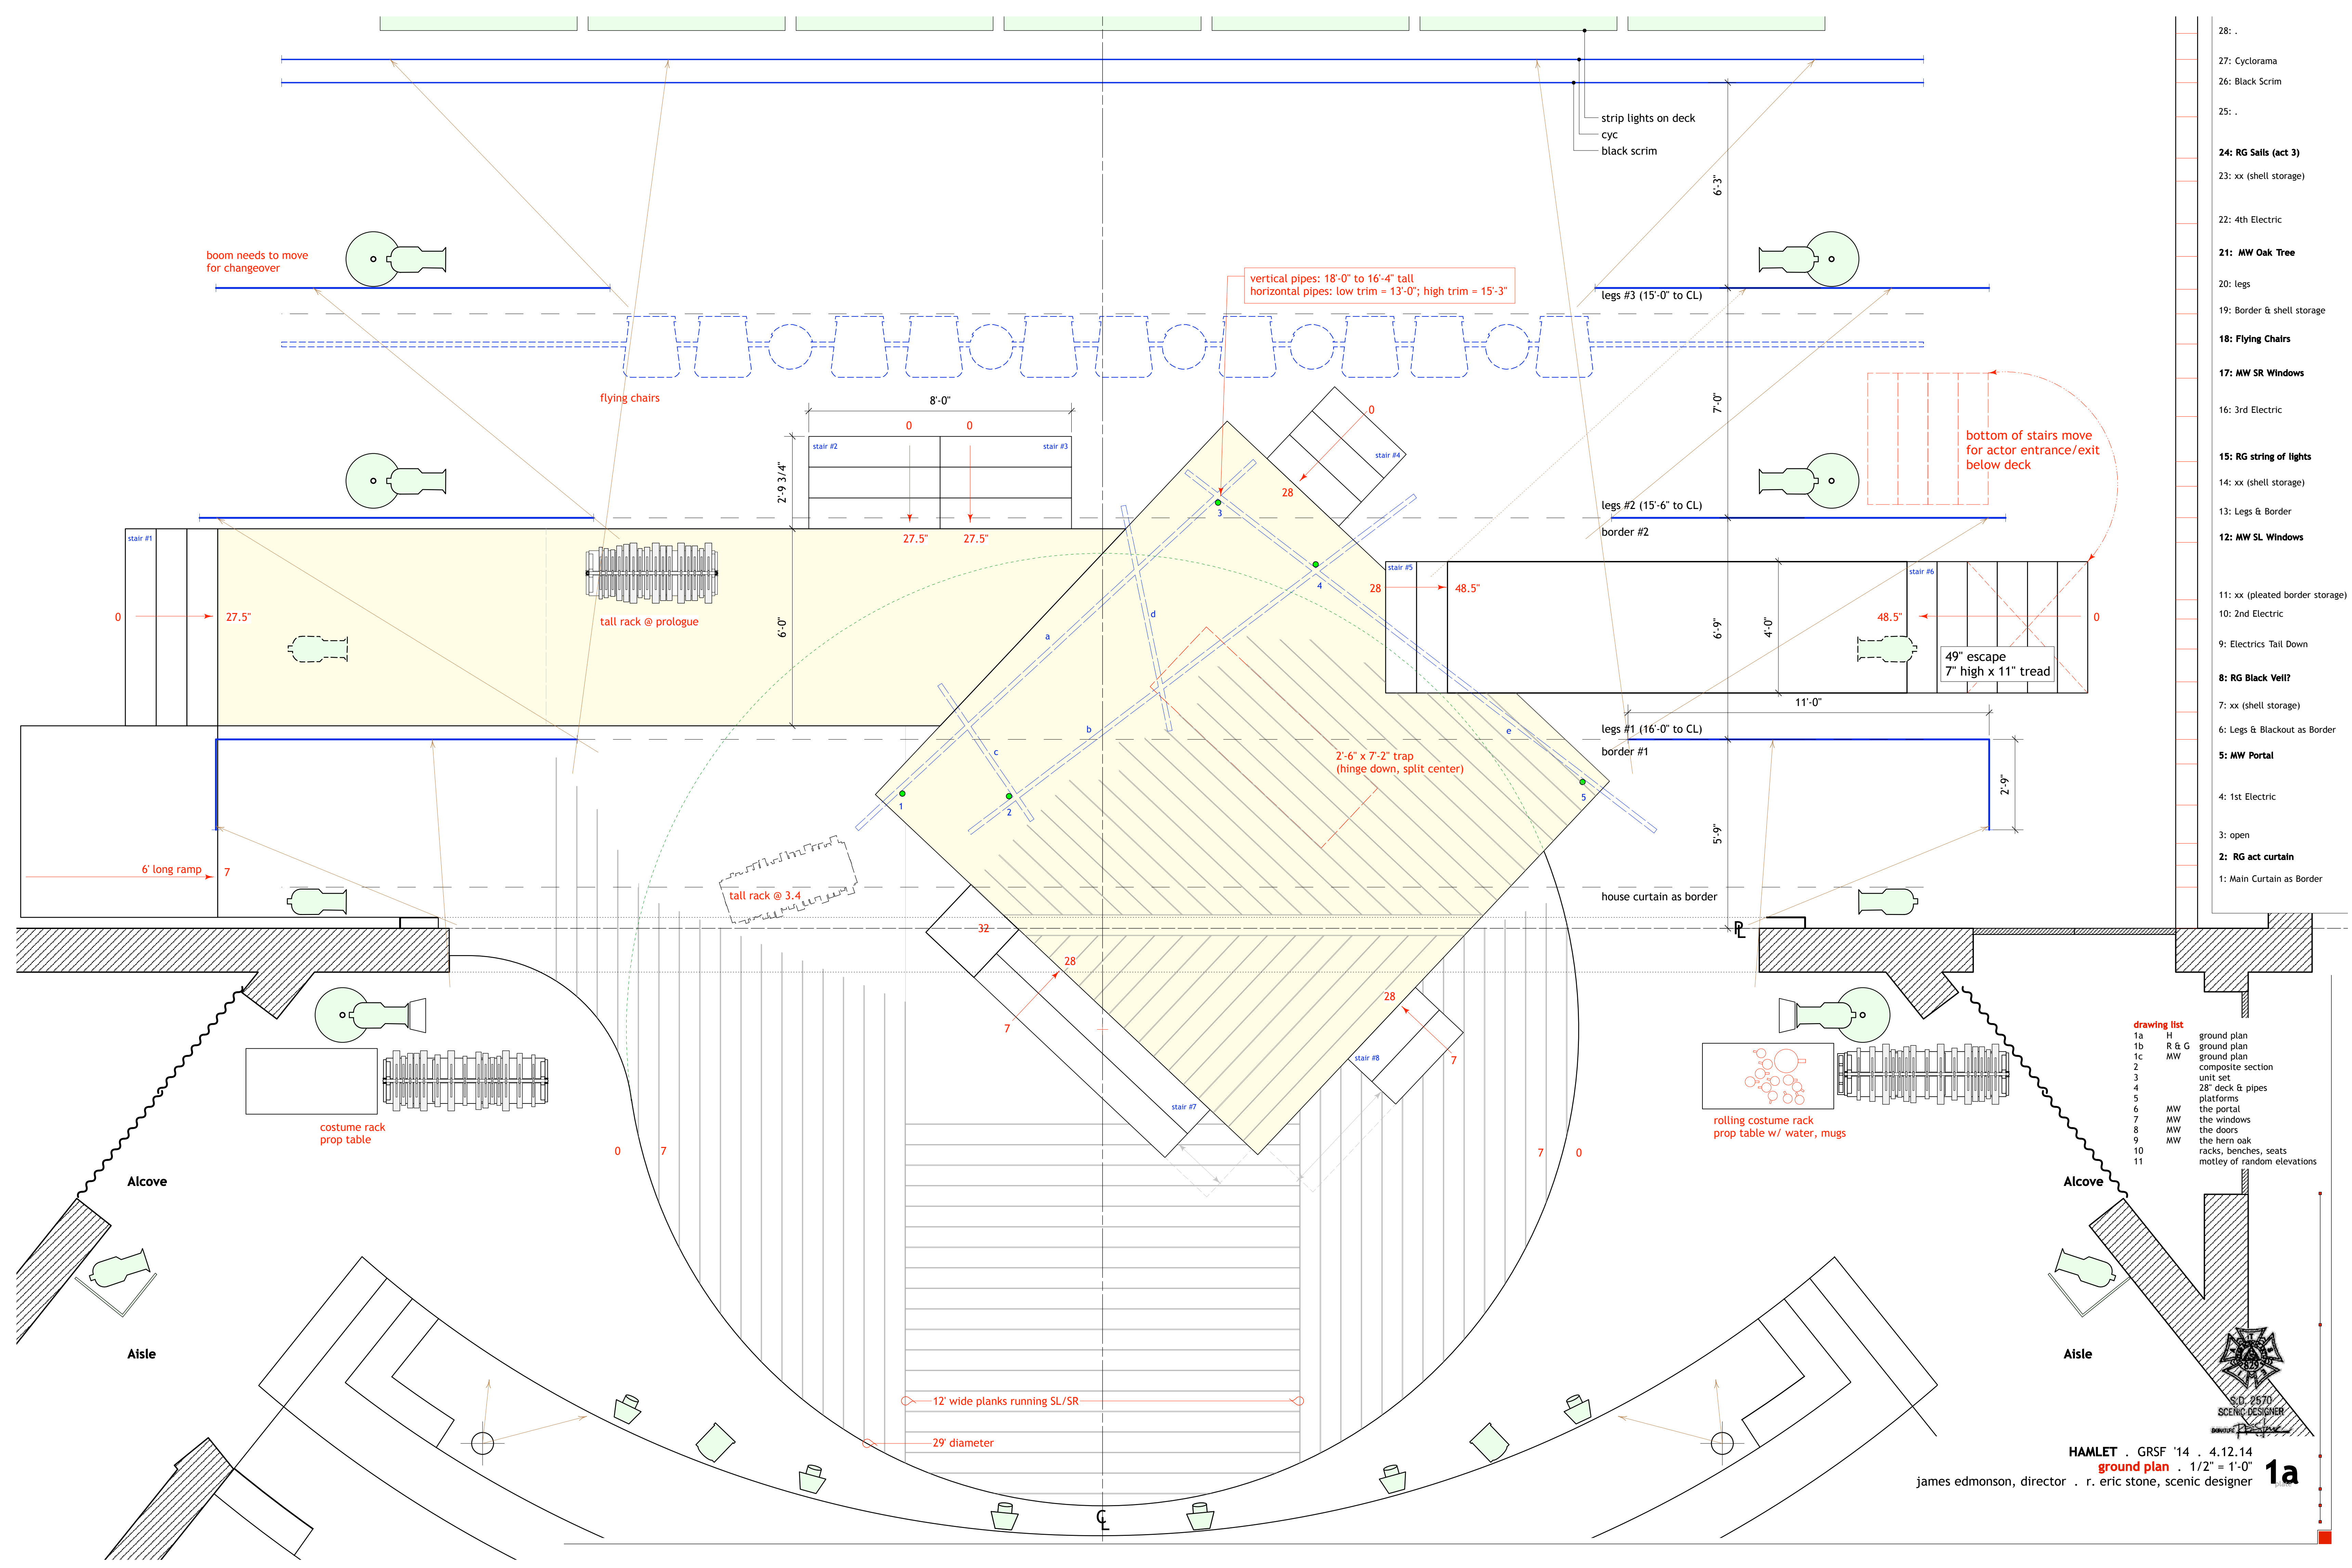 28: .
27: Cyclorama
26: Black Scrim
25: .
24: RG Sails (act 3)
23: xx (shell storage)
22: 4th Electric
21: MW Oak Tree
20: legs
19: Border & shell storage
18: Flying Chairs
17: MW SR Windows
16: 3rd Electric
15: RG string of lights
14: xx (shell storage)
13: Legs & Border
12: MW SL Windows
11: xx (pleated border storage)
10: 2nd Electric
9: Electrics Tail Down
8: RG Black Veil?
7: xx (shell storage)
6: Legs & Blackout as Border
5: MW Portal
4: 1st Electric
3: open
2: RG act curtain
1: Main Curtain as Border
strip lights on deck
cyc
black scrim
6'-3"
boom needs to move
for changeover
vertical pipes: 18'-0" to 16'-4" tall
horizontal pipes: low trim = 13'-0"; high trim = 15'-3"
legs #3 (15'-0" to CL)
flying chairs
8'-0"
7'-0"
0
0
0
stair #2
stair #3
stair #4
2'-9 3/4"
28
bottom of stairs move
for actor entrance/exit
below deck
legs #2 (15'-6" to CL)
border #2
3
27.5"
27.5"
stair #1
tall rack @ prologue
0
27.5"
6'-0"
a
d
4
stair #5
28
48.5"
6'-9"
4'-0"
stair #6
48.5"
0
49" escape
7" high x 11" tread
11'-0"
legs #1 (16'-0" to CL)
border #1
b
c
e
2'-6" x 7'-2" trap
(hinge down, split center)
2'-9"
1
2
5
5'-9"
6' long ramp
7
tall rack @ 3.4
house curtain as border
32
PL
28
7
28
7
stair #8
stair #7
costume rack
prop table
rolling costume rack
prop table w/ water, mugs
0
7
7
0
drawing list
1a H ground plan
1b R & G ground plan
1c MW ground plan
2 composite section
3 unit set
4 28" deck & pipes
5 platforms
6 MW the portal
7 MW the windows
8 MW the doors
9 MW the hern oak
10 racks, benches, seats
11 motley of random elevations
Alcove
Alcove
Aisle
Aisle
12' wide planks running SL/SR
29' diameter
CL
829
S.D. 2570
SCENIC DESIGNER
HAMLET . GRSF '14 . 4.12.14
ground plan . 1/2" = 1'-0"
james edmonson, director . r. eric stone, scenic designer
1a
plate